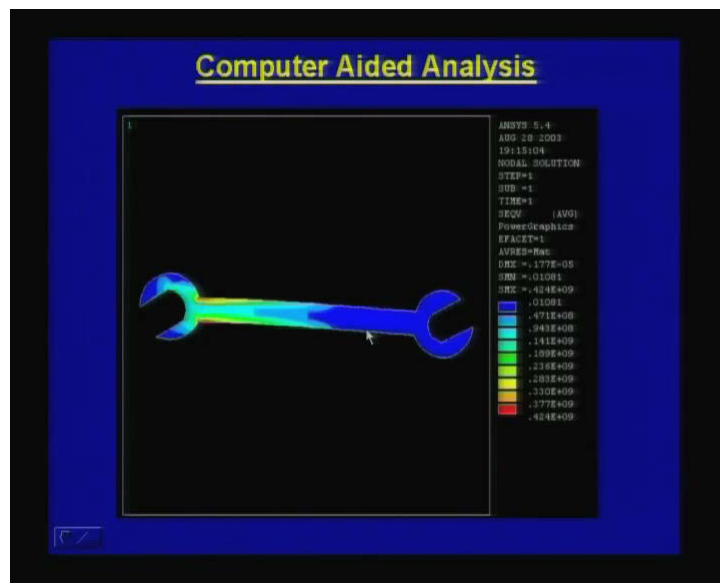 Computer Aided Analysis
1
ANSYS 5.4
AUG 28 2003
19:15:04
NODAL SOLUTION
STEP=1
SUB =1
TIME=1
SEQV (AVG)
PowerGraphics
EFACET=1
AVRES=Mat
DMX =.177E-05
SMN =.01081
SMX =.424E+09
.01081
.471E+08
.943E+08
.141E+09
.189E+09
.236E+09
.283E+09
.330E+09
.377E+09
.424E+09